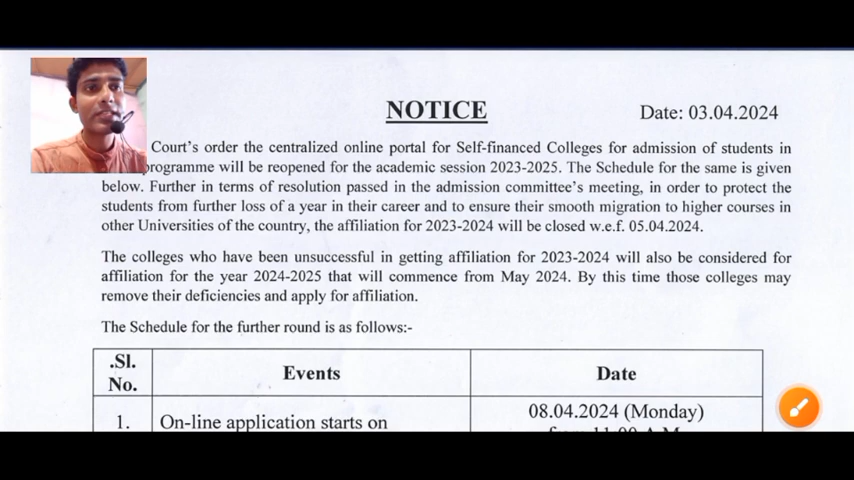 NOTICE
Date: 03.04.2024
Court's order the centralized online portal for Self-financed Colleges for admission of students in
programme will be reopened for the academic session 2023-2025. The Schedule for the same is given
below. Further in terms of resolution passed in the admission committee's meeting, in order to protect the
students from further loss of a year in their career and to ensure their smooth migration to higher courses in
other Universities of the country, the affiliation for 2023-2024 will be closed w.e.f. 05.04.2024.
The colleges who have been unsuccessful in getting affiliation for 2023-2024 will also be considered for
affiliation for the year 2024-2025 that will commence from May 2024. By this time those colleges may
remove their deficiencies and apply for affiliation.
The Schedule for the further round is as follows:-
.Sl. No.
Events
Date
1.
On-line application starts on
08.04.2024 (Monday)